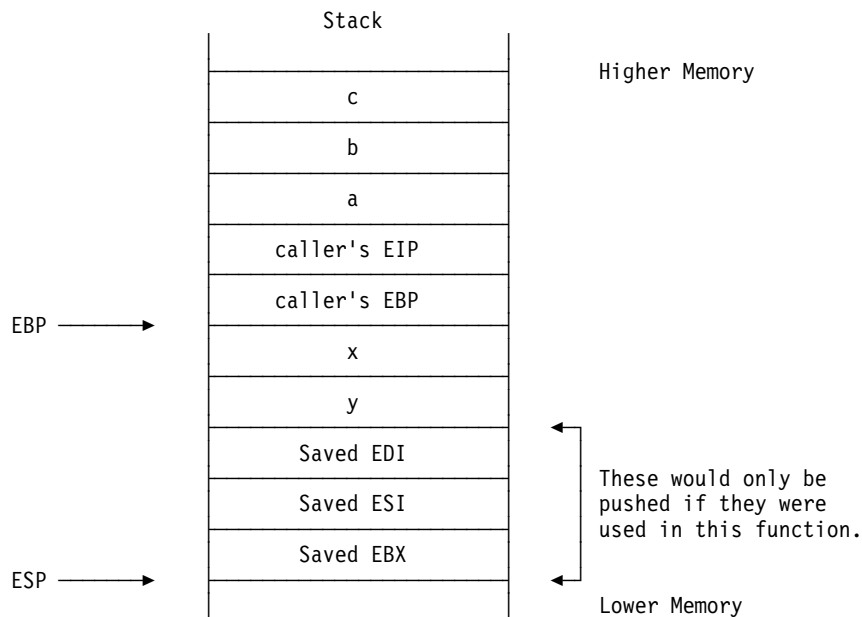 Stack
Higher Memory
c
b
a
caller's EIP
caller's EBP
EBP
x
y
Saved EDI
These would only be
pushed if they were
used in this function.
Saved ESI
Saved EBX
ESP
Lower Memory